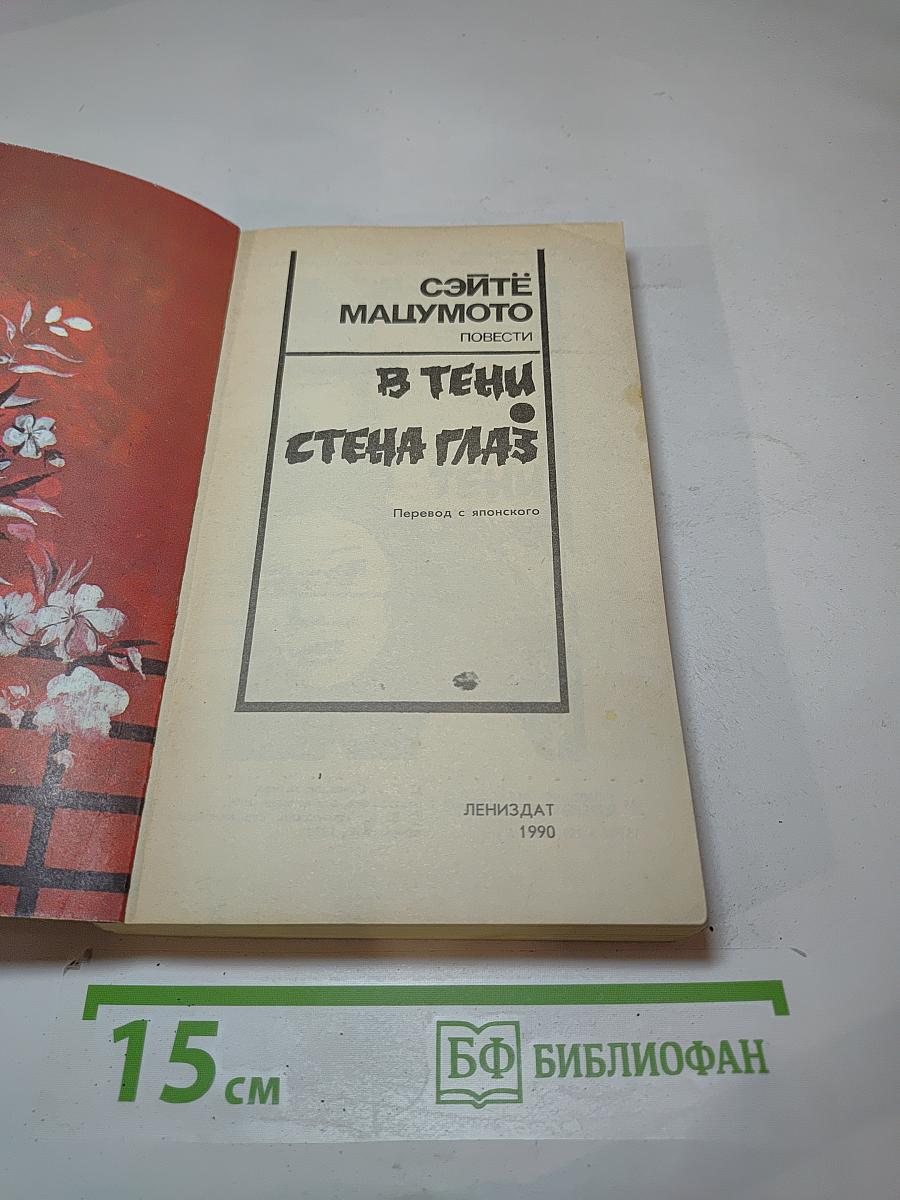 СЭЙТЁ
МАЦУМОТО
ПОВЕСТИ
В ТЕНИ
СТЕНА ГЛАЗ
Перевод с японского
ЛЕНИЗДАТ
1990
15 см
БФ БИБЛИОФАН